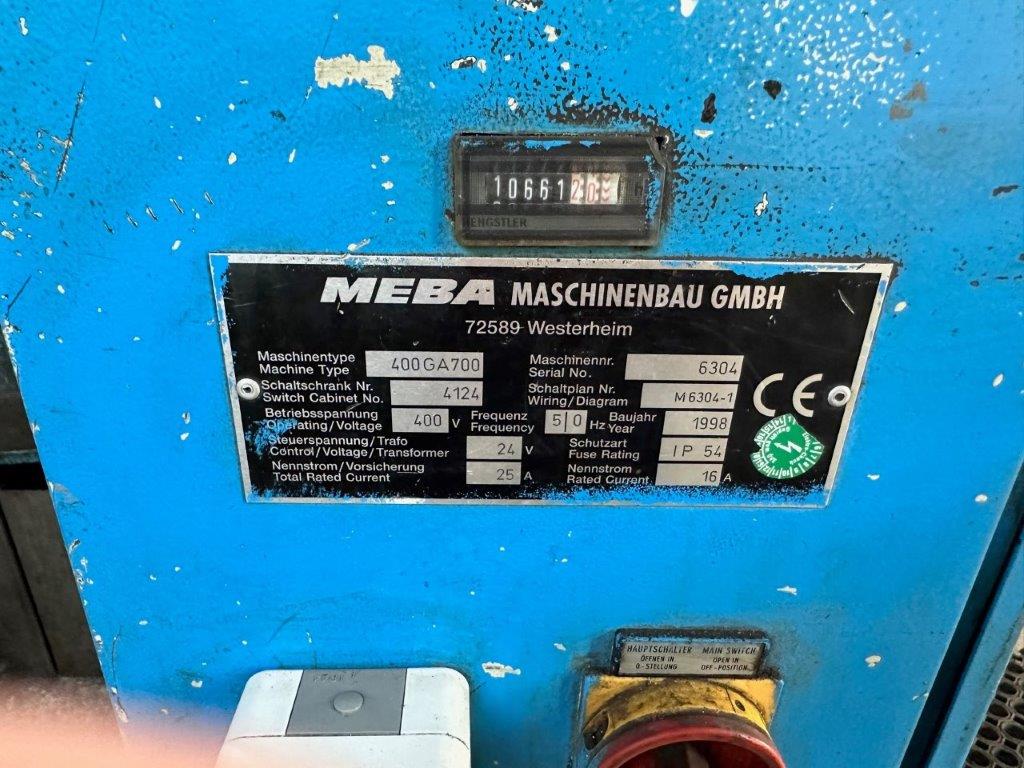 10661
ENGSTLER
MEBA MASCHINENBAU GMBH
72589 Westerheim
Maschinentype
Machine Type 400GA700
Maschinennr.
Serial No. 6304
Schaltschrank Nr.
Switch Cabinet No. 4124
Schaltplan Nr.
Wiring/Diagram M6304-1
Betriebsspannung
Operating/Voltage 400 V
Frequenz
Frequency 50 Hz
Baujahr
Year 1998
Steuerspannung/Trafo
Control/Voltage/Transformer 24 V
Schutzart
Fuse Rating IP 54
Nennstrom/Vorsicherung
Total Rated Current 25 A
Nennstrom
Rated Current 16 A
CE
HAUPTSCHALTER MAIN SWITCH
ÖFFNEN IN OPEN IN
0-STELLUNG OFF-POSITION